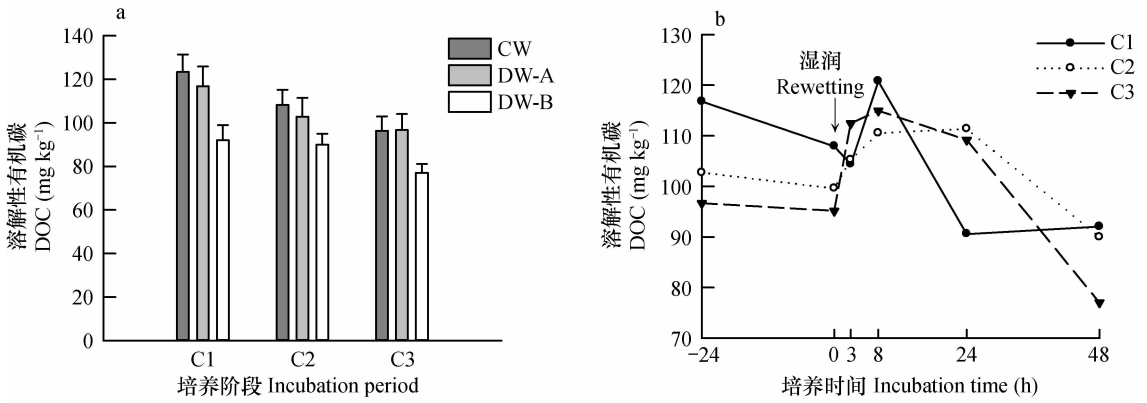 a
溶解性有机碳
DOC (mg kg⁻¹)
140
120
100
80
60
40
20
0
CW
DW-A
DW-B
C1
C2
C3
培养阶段 Incubation period
b
溶解性有机碳
DOC (mg kg⁻¹)
130
120
110
100
90
80
70
湿润
Rewetting
C1
C2
C3
−24
0
3
8
24
48
培养时间 Incubation time (h)